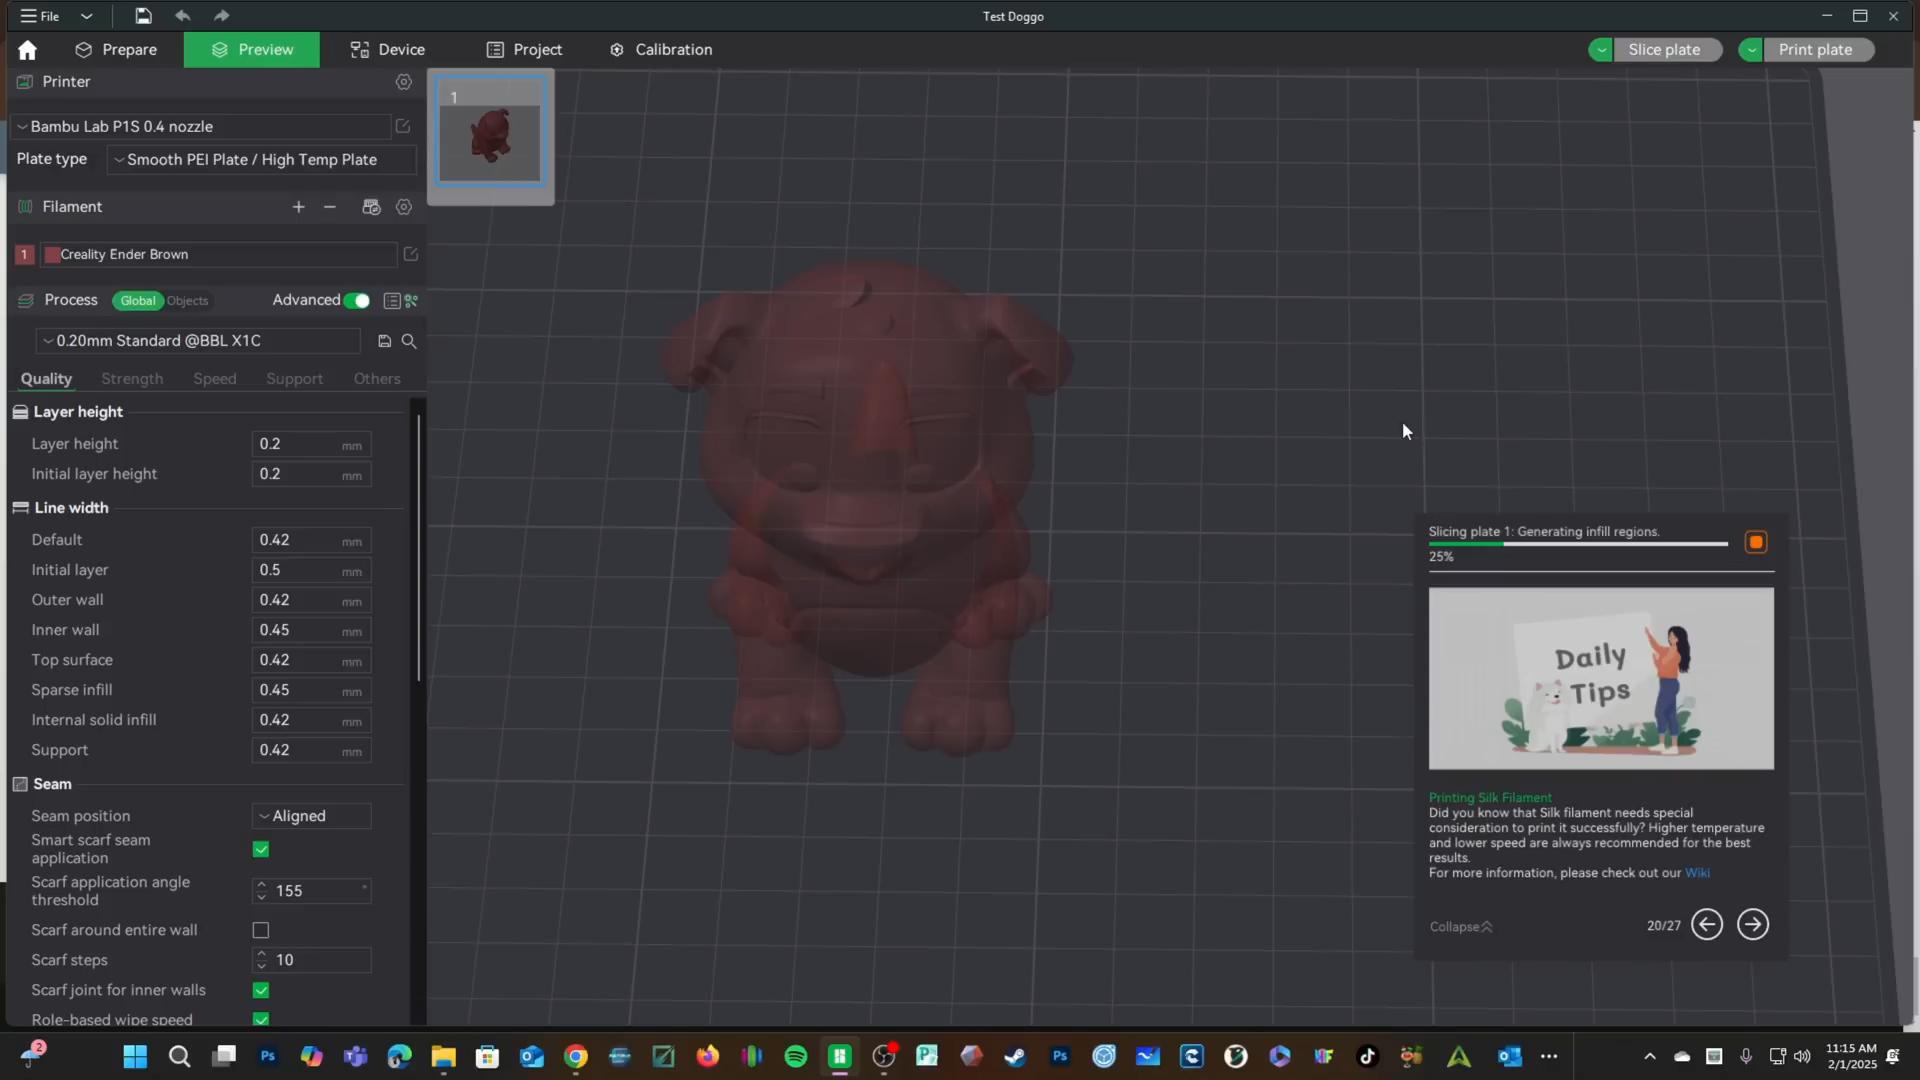 File
Test Doggo
Prepare
Preview
Device
Project
Calibration
Slice plate
Print plate
Printer
Bambu Lab P1S 0.4 nozzle
Plate type
Smooth PEI Plate / High Temp Plate
Filament
1
Creality Ender Brown
Process
Global
Objects
Advanced
0.20mm Standard @BBL X1C
Quality
Strength
Speed
Support
Others
Layer height
Layer height 0.2 mm
Initial layer height 0.2 mm
Line width
Default 0.42 mm
Initial layer 0.5 mm
Outer wall 0.42 mm
Inner wall 0.45 mm
Top surface 0.42 mm
Sparse infill 0.45 mm
Internal solid infill 0.42 mm
Support 0.42 mm
Seam
Seam position Aligned
Smart scarf seam
application
Scarf application angle
threshold
155 °
Scarf around entire wall
Scarf steps 10
Scarf joint for inner walls
Role-based wipe speed
1
Slicing plate 1: Generating infill regions.
25%
Daily
Tips
Printing Silk Filament
Did you know that Silk filament needs special
consideration to print it successfully? Higher temperature
and lower speed are always recommended for the best
results.
For more information, please check out our Wiki
Collapse
20/27
2
Ps
Ps
11:15 AM
2/1/2025